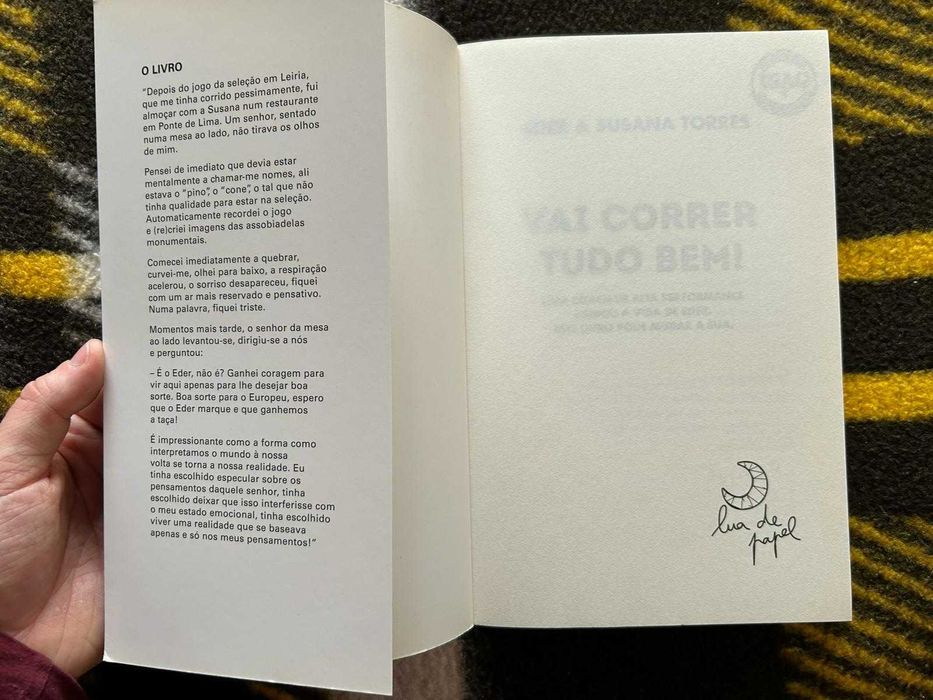 O LIVRO
"Depois do jogo da seleção em Leiria,
que me tinha corrido pessimamente, fui
almoçar com a Susana num restaurante
em Ponte de Lima. Um senhor, sentado
numa mesa ao lado, não tirava os olhos
de mim.
Pensei de imediato que devia estar
mentalmente a chamar-me nomes, ali
estava o "pino", o "cone", o tal que não
tinha qualidade para estar na seleção.
Automaticamente recordei o jogo
e (re)criei imagens das assobiadelas
monumentais.
Comecei imediatamente a quebrar,
curvei-me, olhei para baixo, a respiração
acelerou, o sorriso desapareceu, fiquei
com um ar mais reservado e pensativo.
Numa palavra, fiquei triste.
Momentos mais tarde, o senhor da mesa
ao lado levantou-se, dirigiu-se a nós
e perguntou:
– É o Eder, não é? Ganhei coragem para
vir aqui apenas para lhe desejar boa
sorte. Boa sorte para o Europeu, espero
que o Eder marque e que ganhemos
a taça!
É impressionante como a forma como
interpretamos o mundo à nossa
volta se torna a nossa realidade. Eu
tinha escolhido especular sobre os
pensamentos daquele senhor, tinha
escolhido deixar que isso interferisse com
o meu estado emocional, tinha escolhido
viver uma realidade que se baseava
apenas e só nos meus pensamentos!"
SUSANA TORRES
VAI CORRER
TUDO BEM!
lua de
papel